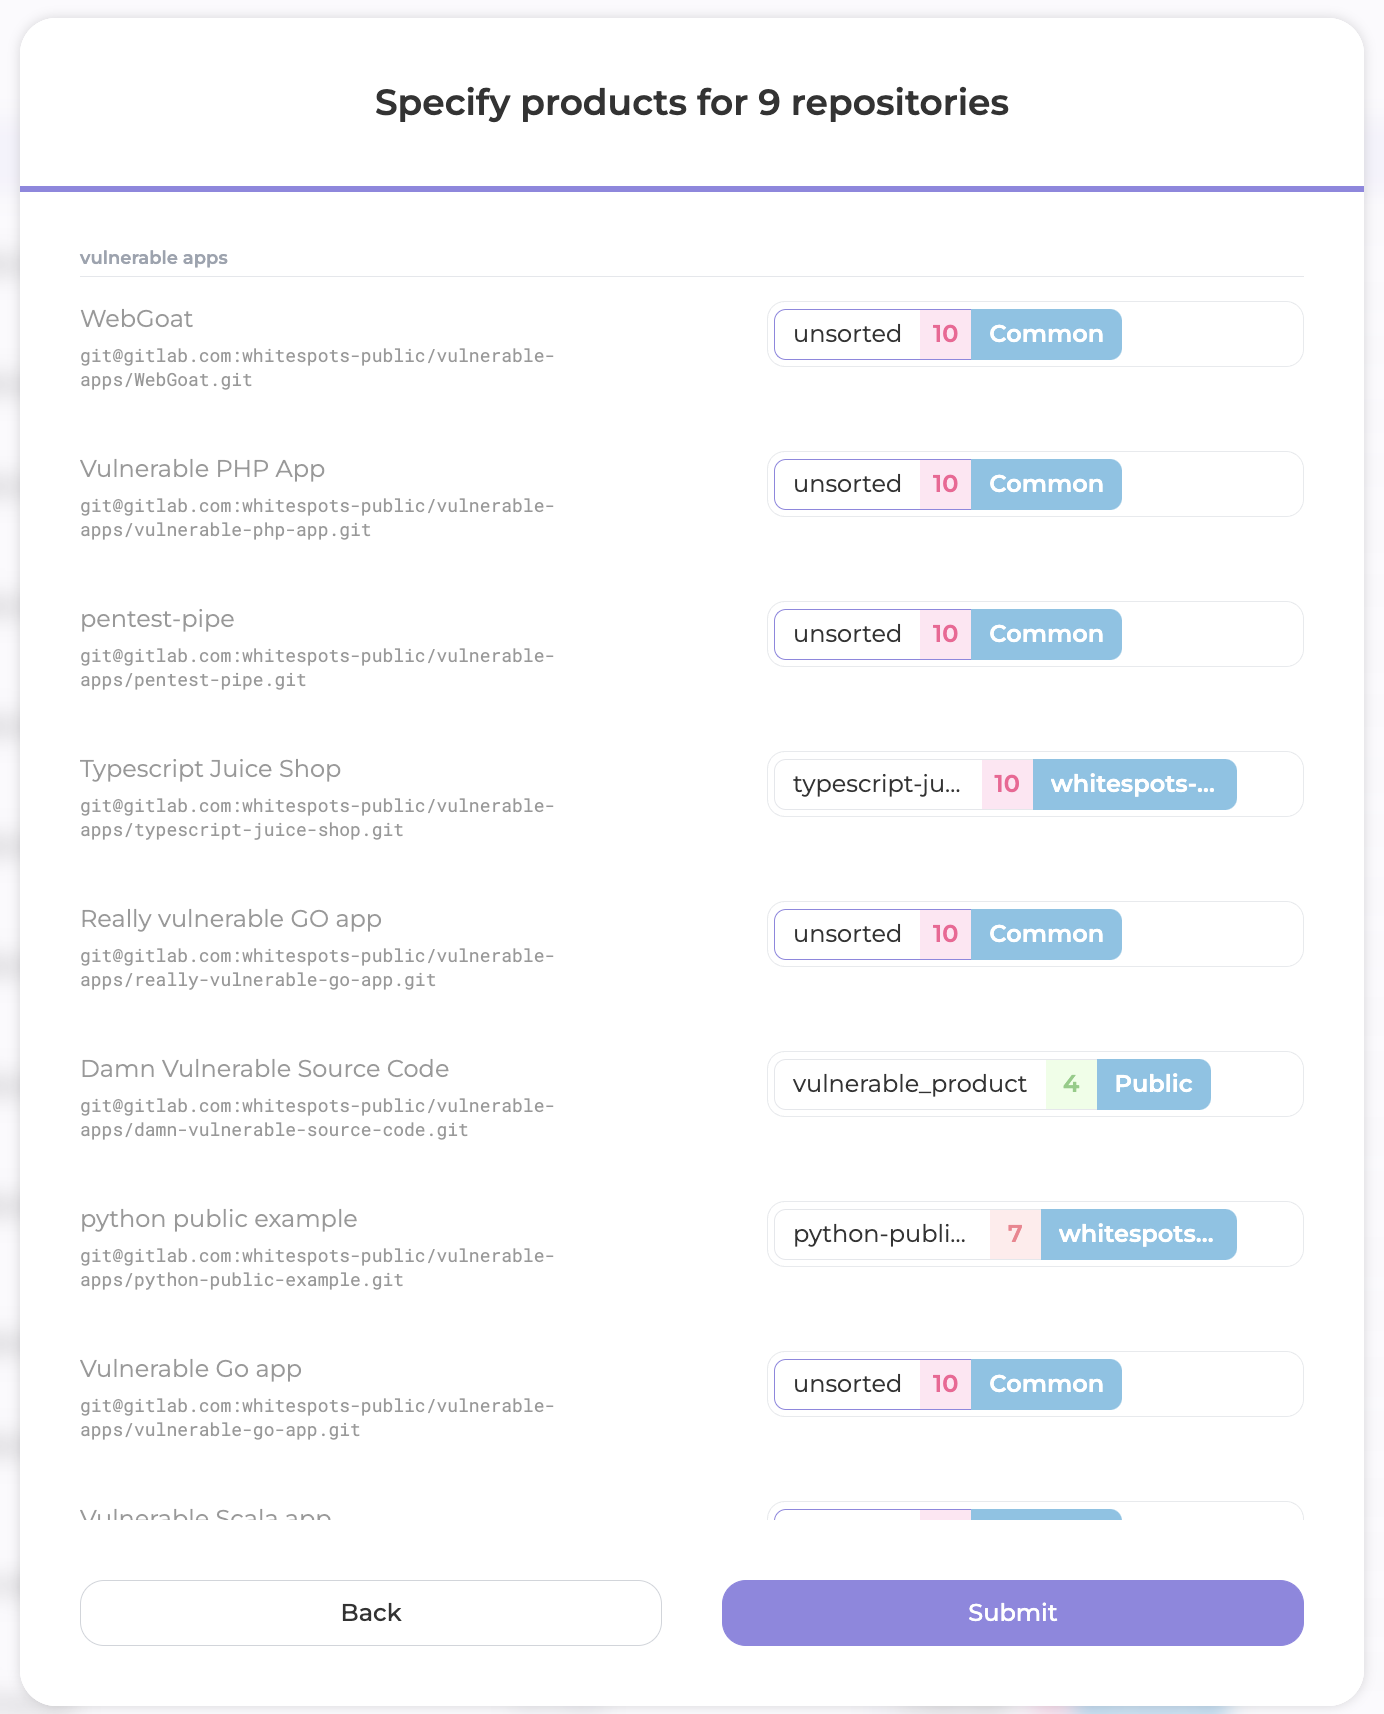 Specify products for 9 repositories
vulnerable apps
WebGoat
git@gitlab.com:whitespots-public/vulnerable-
apps/WebGoat.git
unsorted 10 Common
Vulnerable PHP App
git@gitlab.com:whitespots-public/vulnerable-
apps/vulnerable-php-app.git
unsorted 10 Common
pentest-pipe
git@gitlab.com:whitespots-public/vulnerable-
apps/pentest-pipe.git
unsorted 10 Common
Typescript Juice Shop
git@gitlab.com:whitespots-public/vulnerable-
apps/typescript-juice-shop.git
typescript-ju... 10 whitespots-...
Really vulnerable GO app
git@gitlab.com:whitespots-public/vulnerable-
apps/really-vulnerable-go-app.git
unsorted 10 Common
Damn Vulnerable Source Code
git@gitlab.com:whitespots-public/vulnerable-
apps/damn-vulnerable-source-code.git
vulnerable_product 4 Public
python public example
git@gitlab.com:whitespots-public/vulnerable-
apps/python-public-example.git
python-publi... 7 whitespots...
Vulnerable Go app
git@gitlab.com:whitespots-public/vulnerable-
apps/vulnerable-go-app.git
unsorted 10 Common
Vulnerable Scala app
Back
Submit